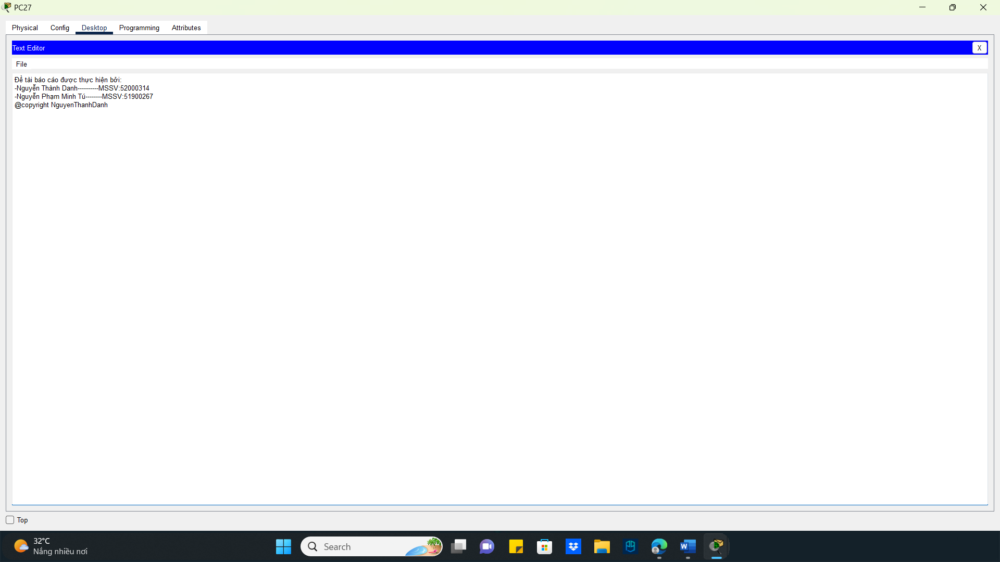 PC27
Physical Config Desktop Programming Attributes
Text Editor
X
File
Đề tài báo cáo được thực hiện bởi:
-Nguyễn Thành Danh----------MSSV:52000314
-Nguyễn Phạm Minh Tú--------MSSV:51900267
@copyright NguyenThanhDanh
Top
32°C
Nắng nhiều nơi
Search
W